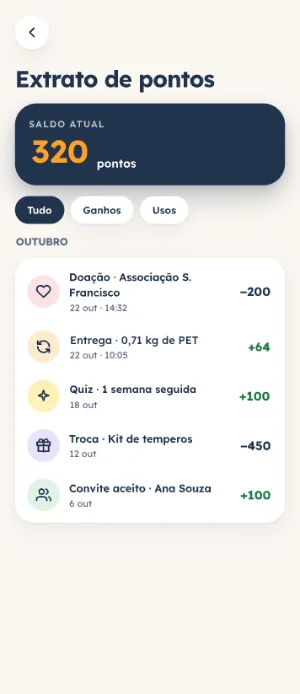 Extrato de pontos
SALDO ATUAL
320 pontos
Tudo
Ganhos
Usos
OUTUBRO
Doação · Associação S.
Francisco
22 out · 14:32
−200
Entrega · 0,71 kg de PET
22 out · 10:05
+64
Quiz · 1 semana seguida
18 out
+100
Troca · Kit de temperos
12 out
−450
Convite aceito · Ana Souza
6 out
+100